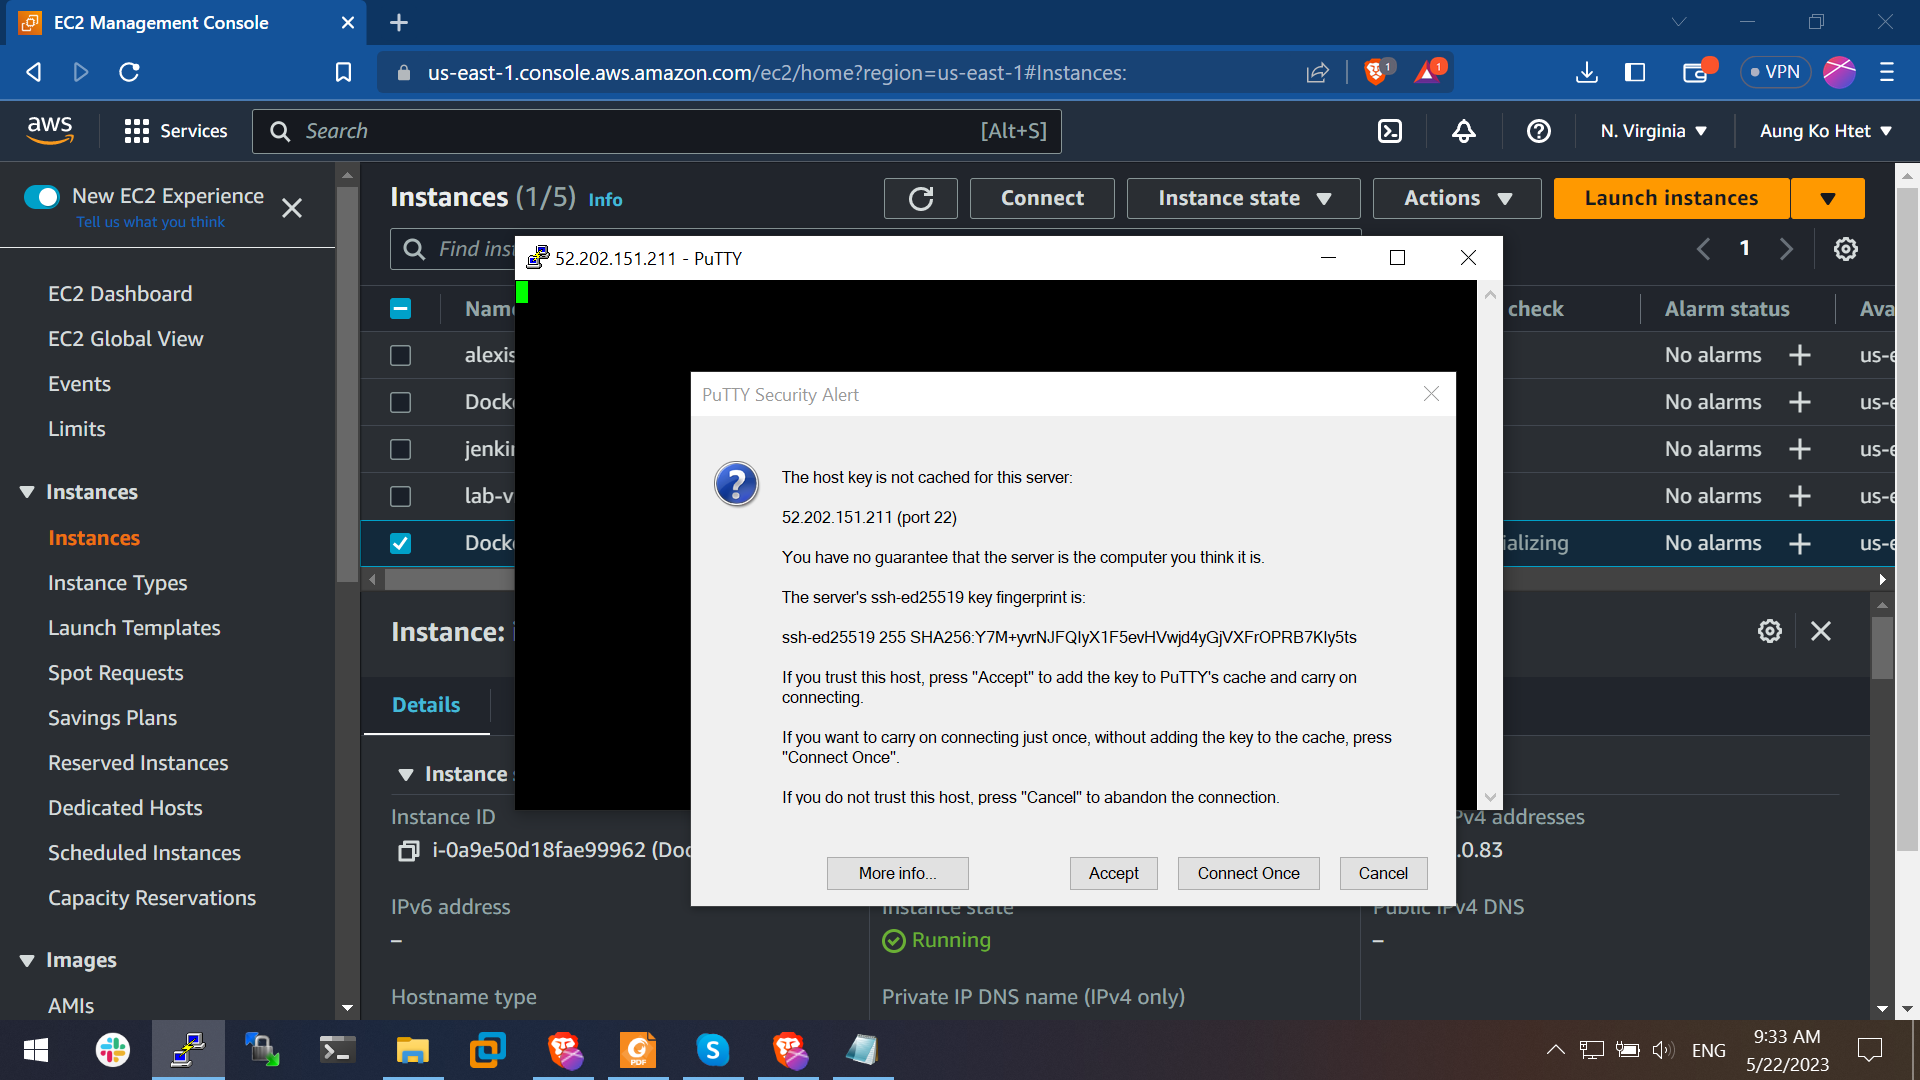 EC2 Management Console
us-east-1.console.aws.amazon.com/ec2/home?region=us-east-1#Instances:
1
1
VPN
aws
Services
Search
[Alt+S]
N. Virginia
Aung Ko Htet
New EC2 Experience
Tell us what you think
EC2 Dashboard
EC2 Global View
Events
Limits
Instances
Instances
Instance Types
Launch Templates
Spot Requests
Savings Plans
Reserved Instances
Dedicated Hosts
Scheduled Instances
Capacity Reservations
Images
AMIs
Instances (1/5) Info
Connect
Instance state
Actions
Launch instances
Find ins
1
Nam
check
Alarm status
Ava
alexis
No alarms
us-e
Dock
No alarms
us-e
jenkin
No alarms
us-e
lab-v
No alarms
us-e
Dock
ializing
No alarms
us-e
52.202.151.211 - PuTTY
PuTTY Security Alert
The host key is not cached for this server:
52.202.151.211 (port 22)
You have no guarantee that the server is the computer you think it is.
The server's ssh-ed25519 key fingerprint is:
ssh-ed25519 255 SHA256:Y7M+yvrNJFQIyX1F5evHVwjd4yGjVXFrOPRB7KIy5ts
If you trust this host, press "Accept" to add the key to PuTTY's cache and carry on
connecting.
If you want to carry on connecting just once, without adding the key to the cache, press
"Connect Once".
If you do not trust this host, press "Cancel" to abandon the connection.
More info...
Accept
Connect Once
Cancel
Instance:
Details
Instance
Instance ID
i-0a9e50d18fae99962 (Doc
Pv4 addresses
.0.83
IPv6 address
–
Instance state
Running
Public IPv4 DNS
–
Hostname type
Private IP DNS name (IPv4 only)
PDF
ENG
9:33 AM
5/22/2023